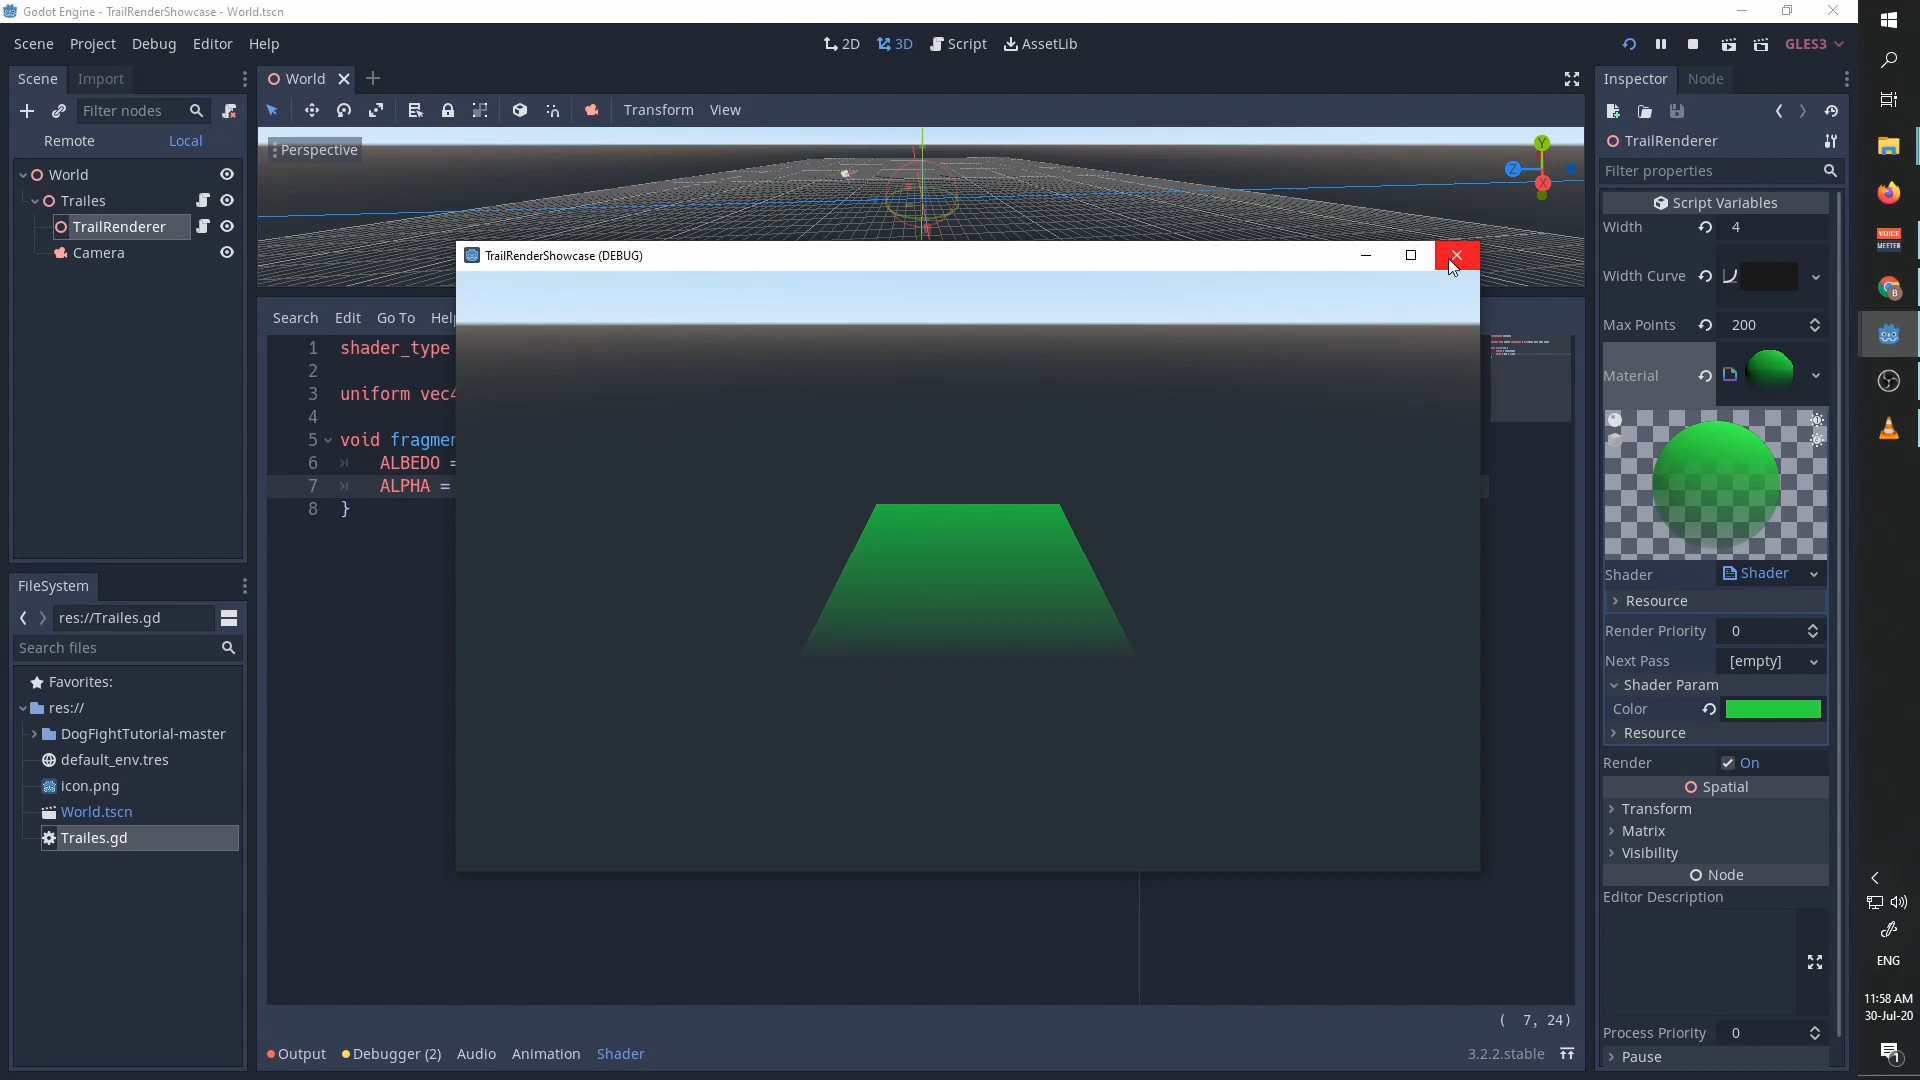 Godot Engine - TrailRenderShowcase - World.tscn
Scene Project Debug Editor Help
2D 3D Script AssetLib
GLES3
Scene Import
World
Inspector Node
Filter nodes
Transform View
Remote Local
Perspective
TrailRenderer
Filter properties
World
Trailes
TrailRenderer
Camera
Y
Z
X
Script Variables
Width 4
Width Curve
Max Points 200
Material
Shader Shader
Resource
Render Priority 0
Next Pass [empty]
Shader Param
Color
Resource
Render On
Spatial
Transform
Matrix
Visibility
Node
Editor Description
Process Priority 0
Pause
TrailRenderShowcase (DEBUG)
Search Edit Go To Help
1 shader_type
2
3 uniform vec4
4
5 void fragmen
6 ALBEDO =
7 ALPHA =
8 }
FileSystem
res://Trailes.gd
Search files
Favorites:
res://
DogFightTutorial-master
default_env.tres
icon.png
World.tscn
Trailes.gd
( 7, 24)
Output Debugger (2) Audio Animation Shader
3.2.2.stable
VOICE
MEETER
B
ENG
11:58 AM
30-Jul-20
1